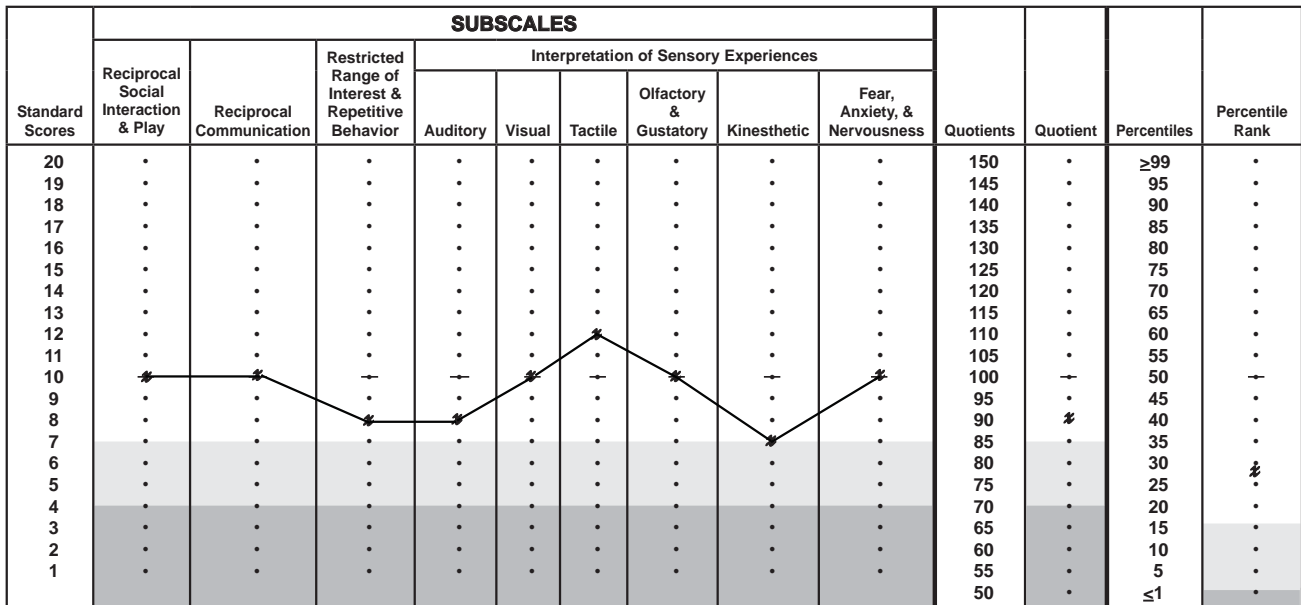 SUBSCALES
Interpretation of Sensory Experiences
Standard
Scores
Reciprocal
Social
Interaction
& Play
Reciprocal
Communication
Restricted
Range of
Interest &
Repetitive
Behavior
Auditory
Visual
Tactile
Olfactory
&
Gustatory
Kinesthetic
Fear,
Anxiety, &
Nervousness
Quotients
Quotient
Percentiles
Percentile
Rank
20 150 ≥99
19 145 95
18 140 90
17 135 85
16 130 80
15 125 75
14 120 70
13 115 65
12 110 60
11 105 55
10 100 50
9 95 45
8 90 40
7 85 35
6 80 30
5 75 25
4 70 20
3 65 15
2 60 10
1 55 5
50 ≤1